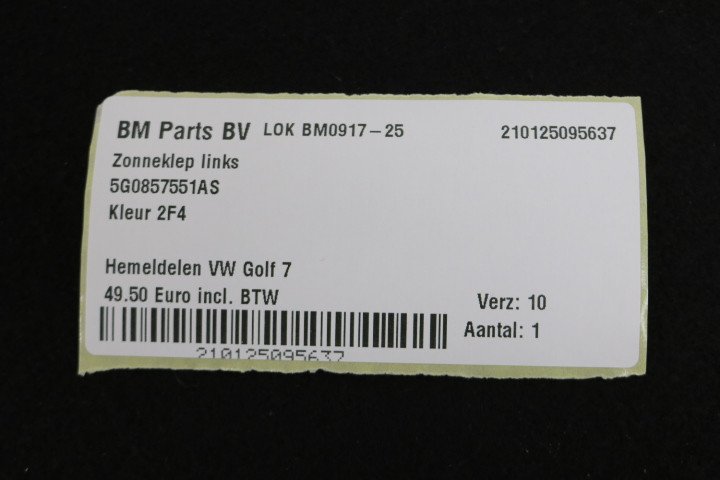 BM Parts BV LOK BM0917-25 210125095637
Zonneklep links
5G0857551AS
Kleur 2F4
Hemeldelen VW Golf 7
49.50 Euro incl. BTW
Verz: 10
Aantal: 1
210125095637